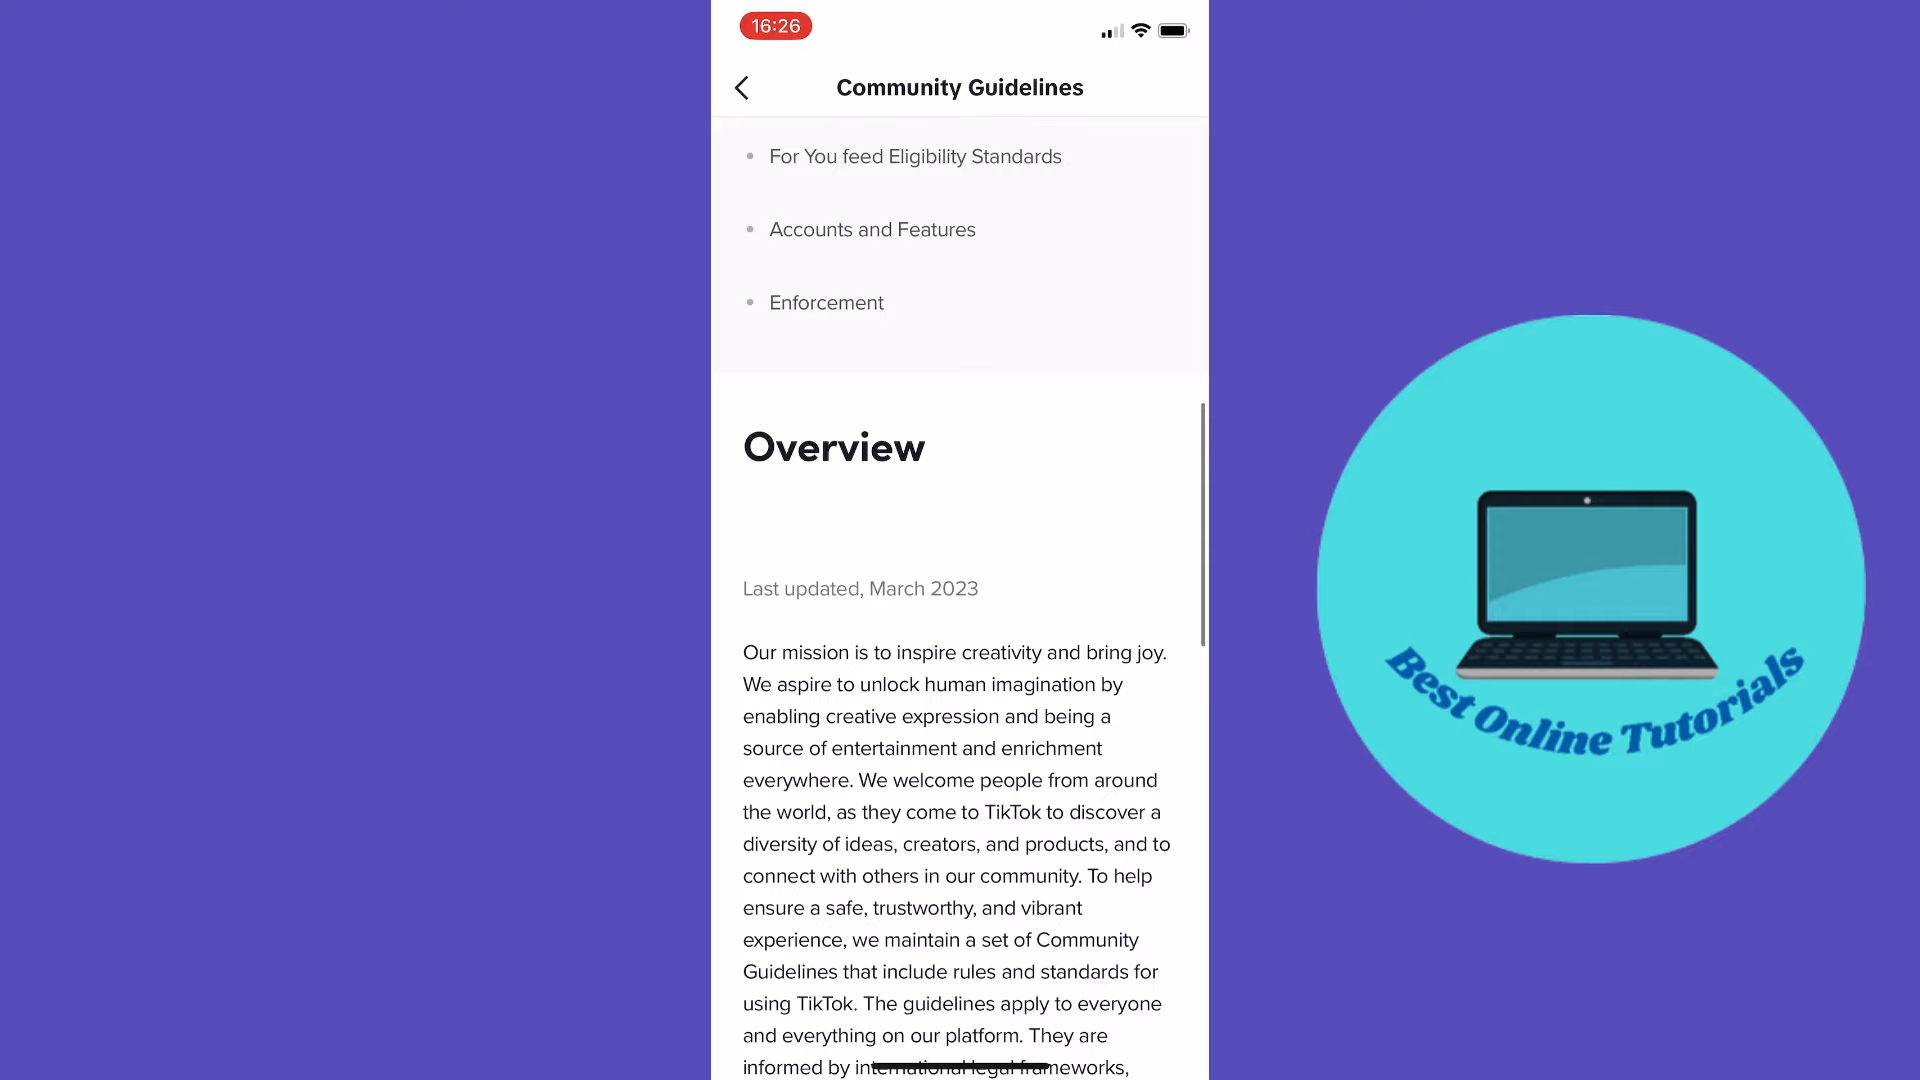 16:26
Community Guidelines
For You feed Eligibility Standards
Accounts and Features
Enforcement
Overview
Last updated, March 2023
Our mission is to inspire creativity and bring joy.
We aspire to unlock human imagination by
enabling creative expression and being a
source of entertainment and enrichment
everywhere. We welcome people from around
the world, as they come to TikTok to discover a
diversity of ideas, creators, and products, and to
connect with others in our community. To help
ensure a safe, trustworthy, and vibrant
experience, we maintain a set of Community
Guidelines that include rules and standards for
using TikTok. The guidelines apply to everyone
and everything on our platform. They are
informed by international legal frameworks,
Best Online Tutorials